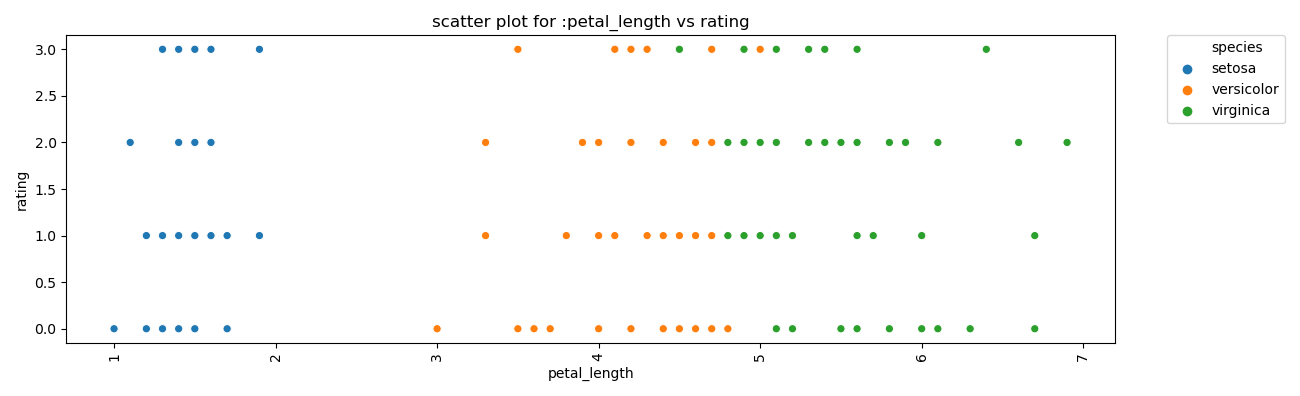 scatter plot for :petal_length vs rating
species
setosa
versicolor
virginica
rating
3.0
2.5
2.0
1.5
1.0
0.5
0.0
1
2
3
4
5
6
7
petal_length